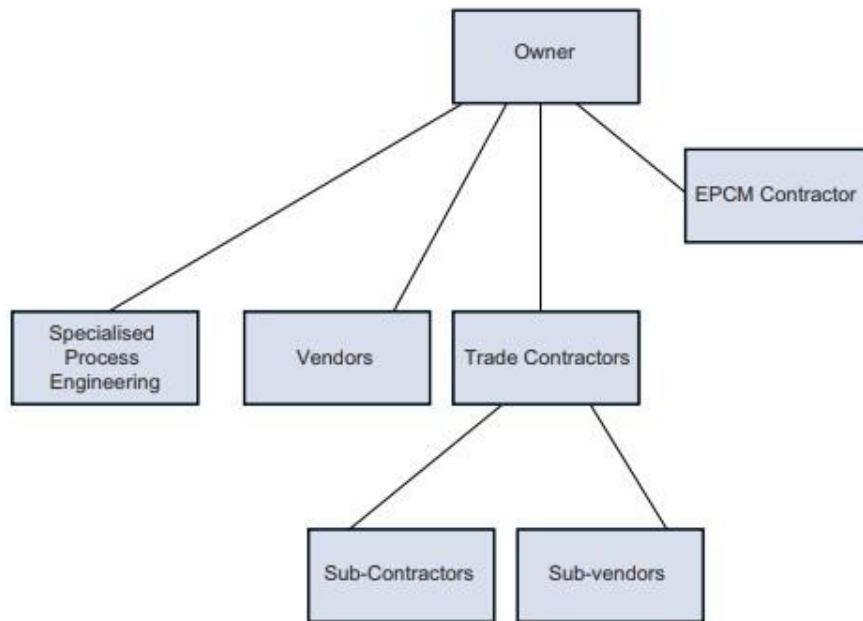 Owner
EPCM Contractor
Specialised
Process
Engineering
Vendors
Trade Contractors
Sub-Contractors
Sub-vendors